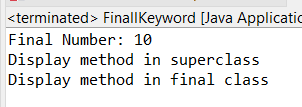 <terminated> FinallKeyword [Java Applicatio
Final Number: 10
Display method in superclass
Display method in final class